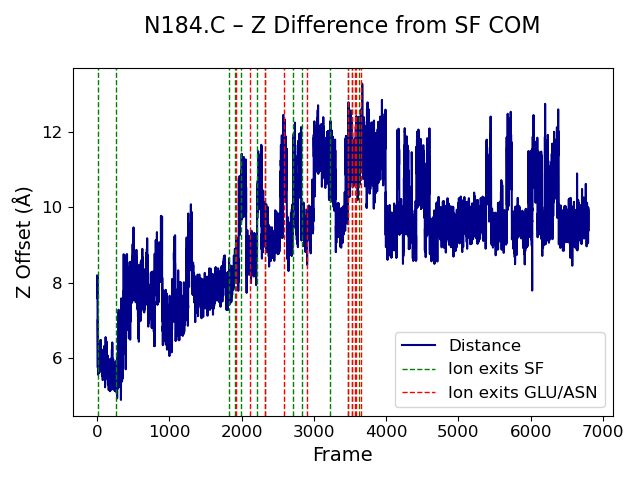 N184.C – Z Difference from SF COM
Z Offset (Å)
12
10
8
6
Distance
Ion exits SF
Ion exits GLU/ASN
0 1000 2000 3000 4000 5000 6000 7000
Frame